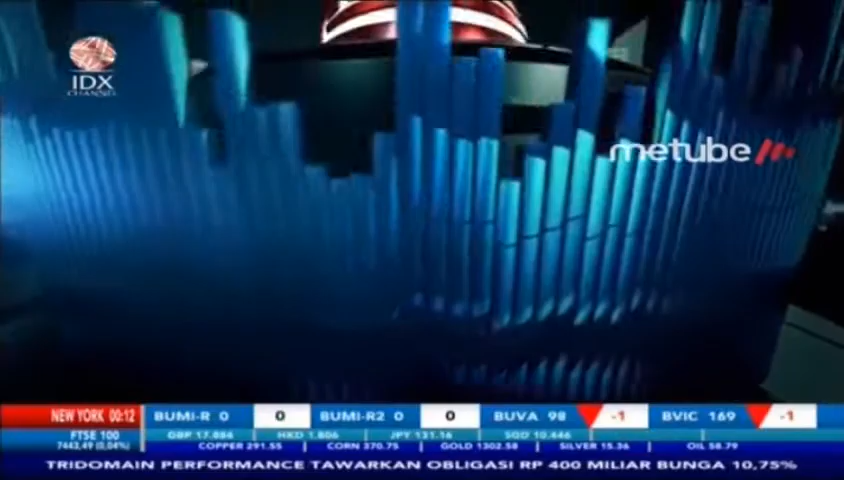 IDX
CHANNEL
metube
NEW YORK 00:12 BUMI-R 0 0 BUMI-R2 0 0 BUVA 98 -1 BVIC 169 -1
FTSE 100 GBP 17.884 HKD 1.806 JPY 131.16 SGD 10.446
7443,49 (0,04%) COPPER 291.55 CORN 370.75 GOLD 1302.58 SILVER 15.36 OIL 58.79
TRIDOMAIN PERFORMANCE TAWARKAN OBLIGASI RP 400 MILIAR BUNGA 10,75%